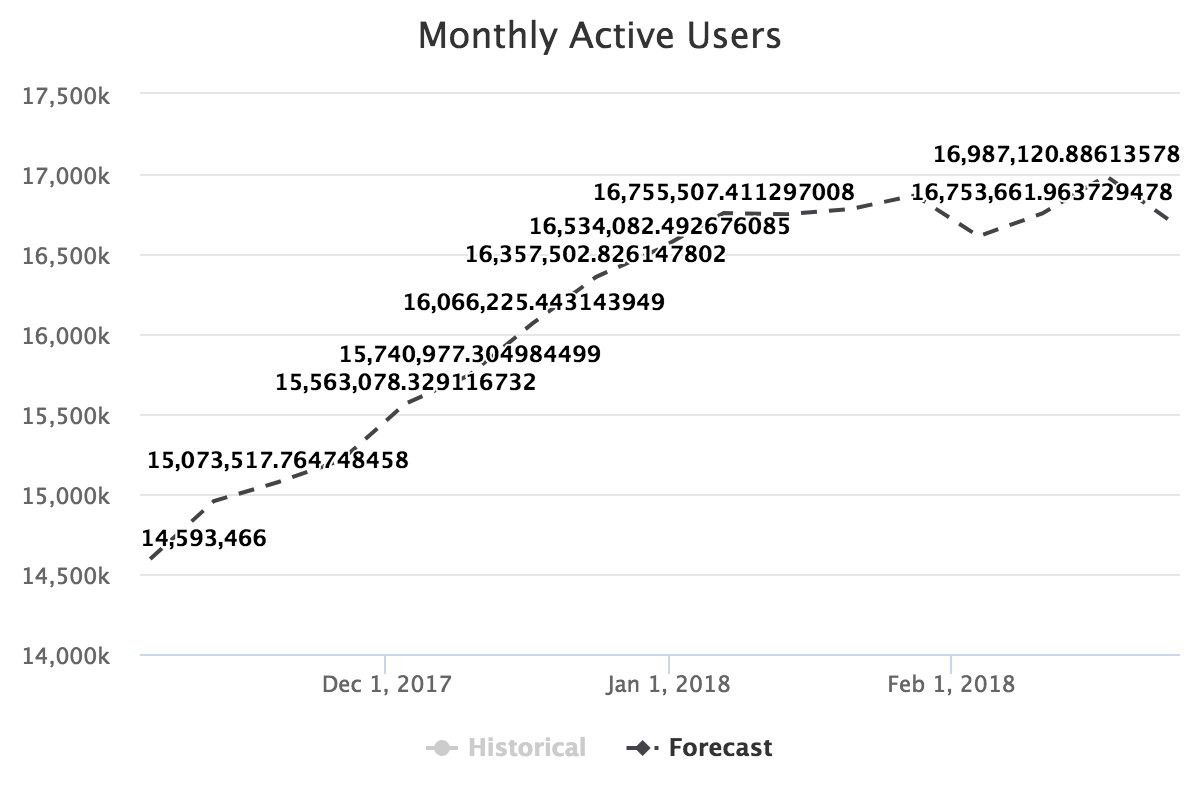 Monthly Active Users
17,500k
16,987,120.88613578
17,000k
16,755,507.411297008
16,753,661.963729478
16,534,082.492676085
16,500k
16,357,502.826147802
16,066,225.443143949
16,000k
15,740,977.304984499
15,563,078.329116732
15,500k
15,073,517.764748458
15,000k
14,593,466
14,500k
14,000k
Dec 1, 2017
Jan 1, 2018
Feb 1, 2018
Historical
Forecast